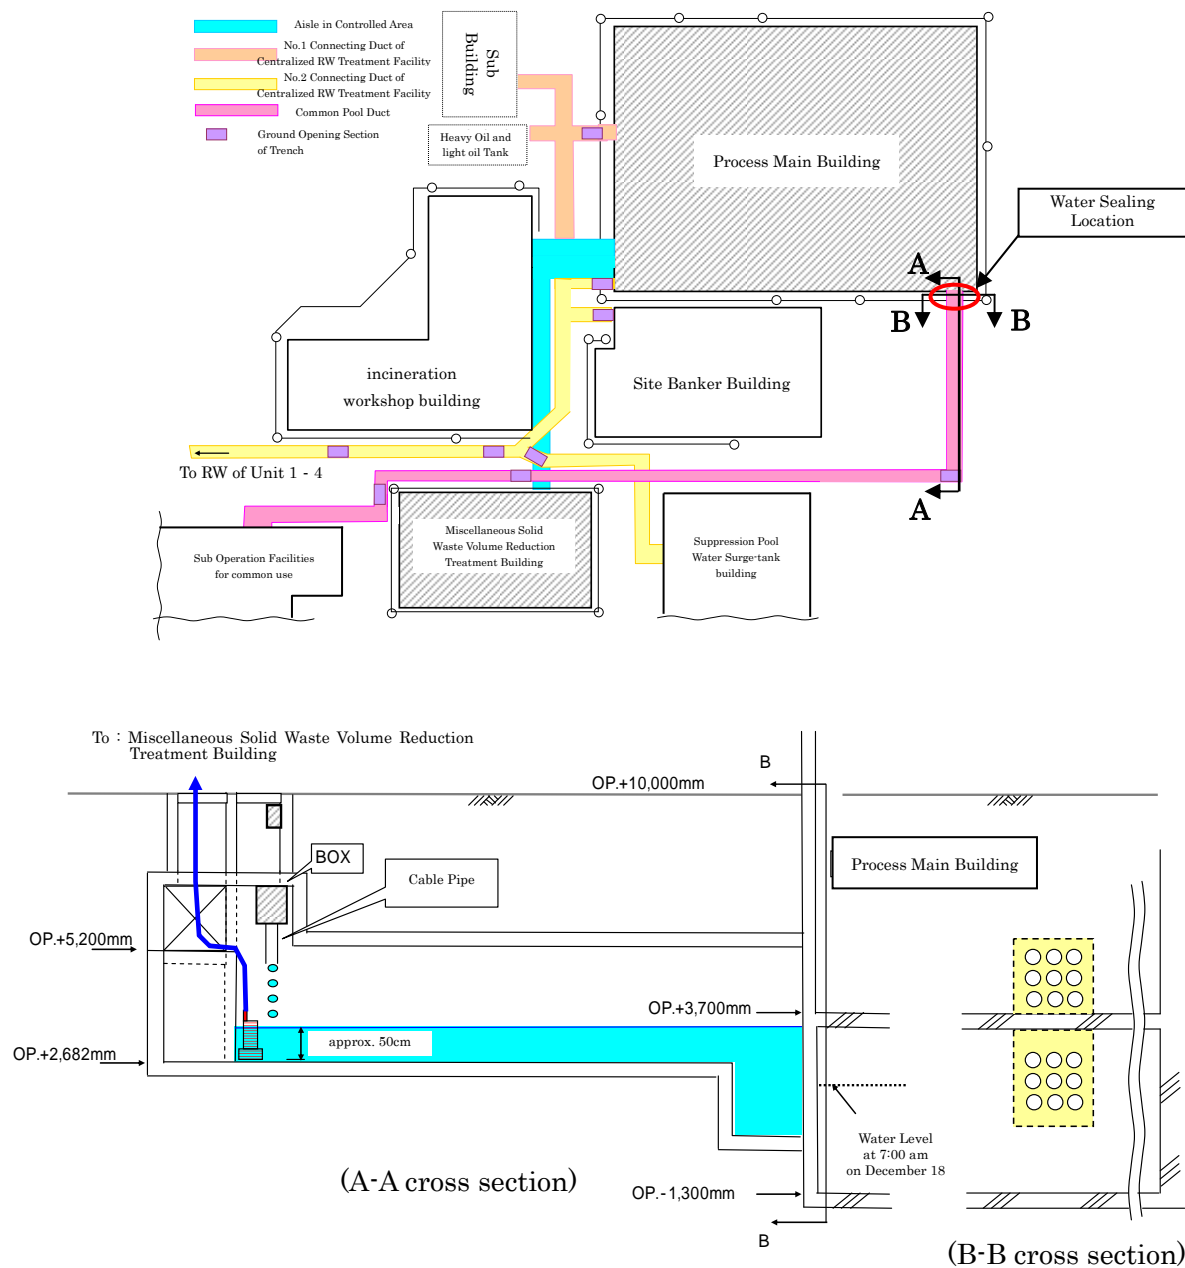 Aisle in Controlled Area
No.1 Connecting Duct of
Centralized RW Treatment Facility
No.2 Connecting Duct of
Centralized RW Treatment Facility
Common Pool Duct
Ground Opening Section
of Trench
Sub
Building
Heavy Oil and
light oil Tank
Process Main Building
Water Sealing
Location
A
B
B
incineration
workshop building
Site Banker Building
To RW of Unit 1 - 4
A
Sub Operation Facilities
for common use
Miscellaneous Solid
Waste Volume Reduction
Treatment Building
Suppression Pool
Water Surge-tank
building
To : Miscellaneous Solid Waste Volume Reduction
Treatment Building
B
OP.+10,000mm
BOX
Cable Pipe
Process Main Building
OP.+5,200mm
OP.+3,700mm
approx. 50cm
OP.+2,682mm
Water Level
at 7:00 am
on December 18
(A-A cross section)
OP.-1,300mm
B
(B-B cross section)